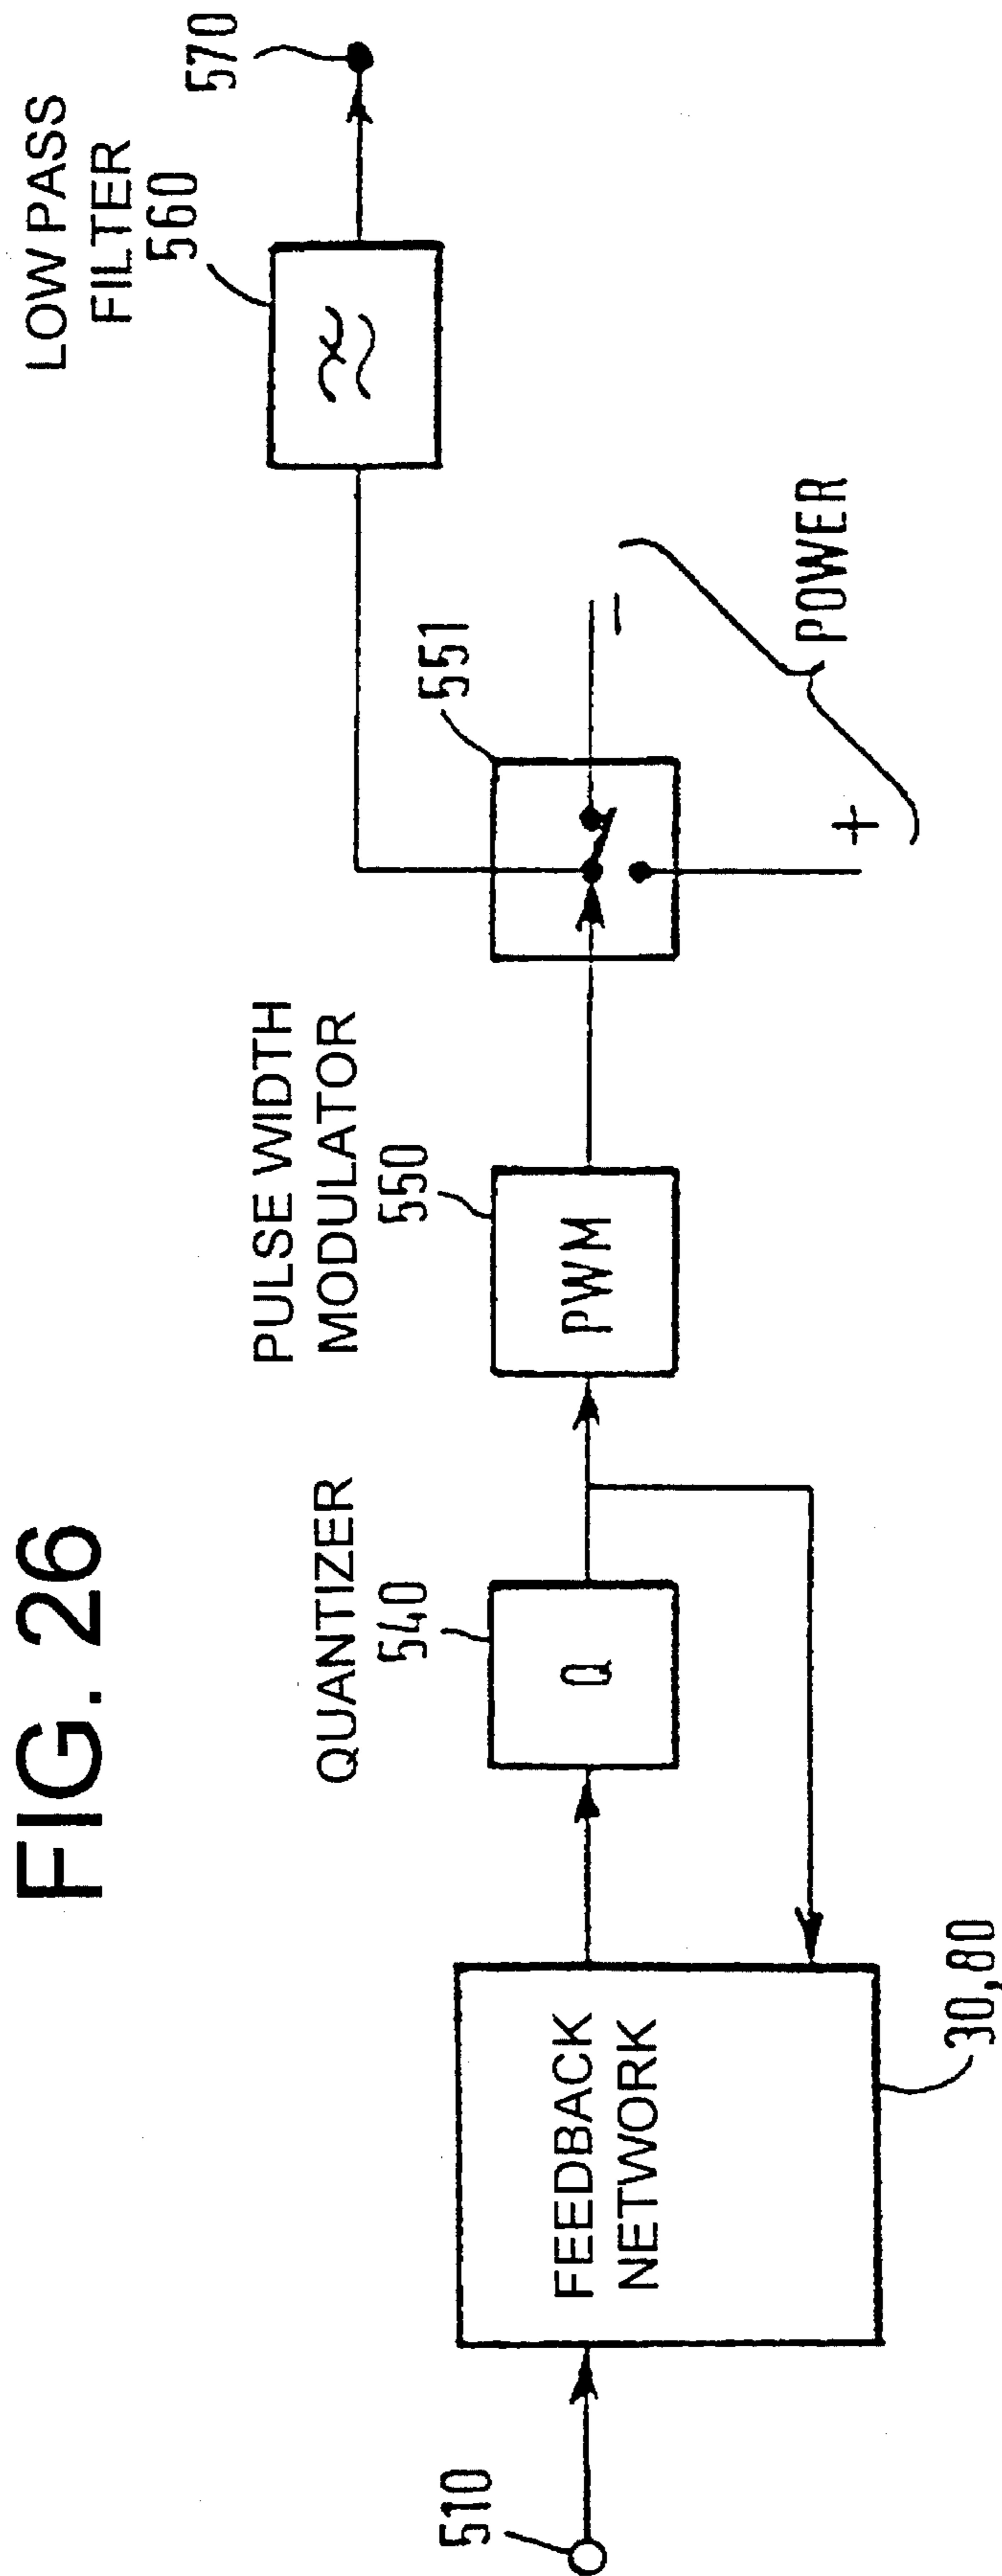 FIG. 26
510
FEEDBACK
NETWORK
30,80
QUANTIZER
540
Q
PULSE WIDTH
MODULATOR
550
PWM
551
−
+
POWER
LOW PASS
FILTER
560
570